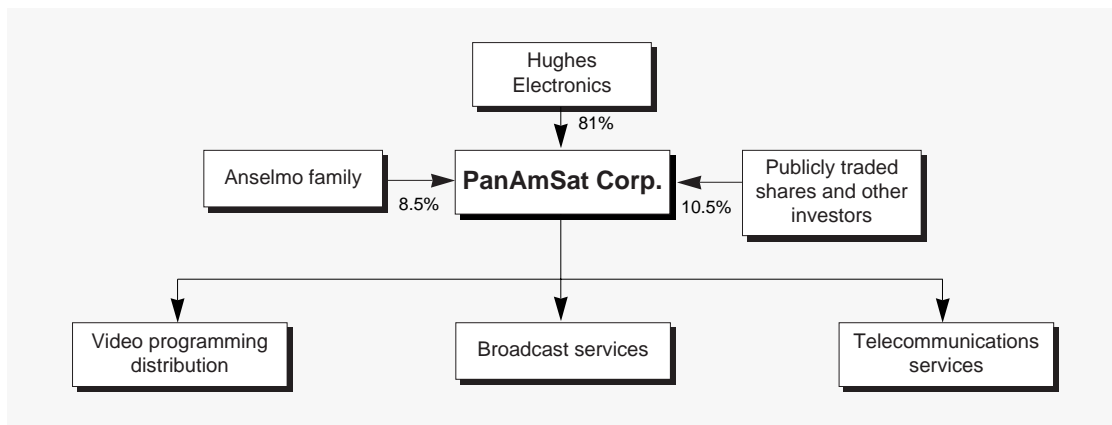 Hughes
Electronics
81%
Anselmo family
8.5%
PanAmSat Corp.
10.5%
Publicly traded
shares and other
investors
Video programming
distribution
Broadcast services
Telecommunications
services